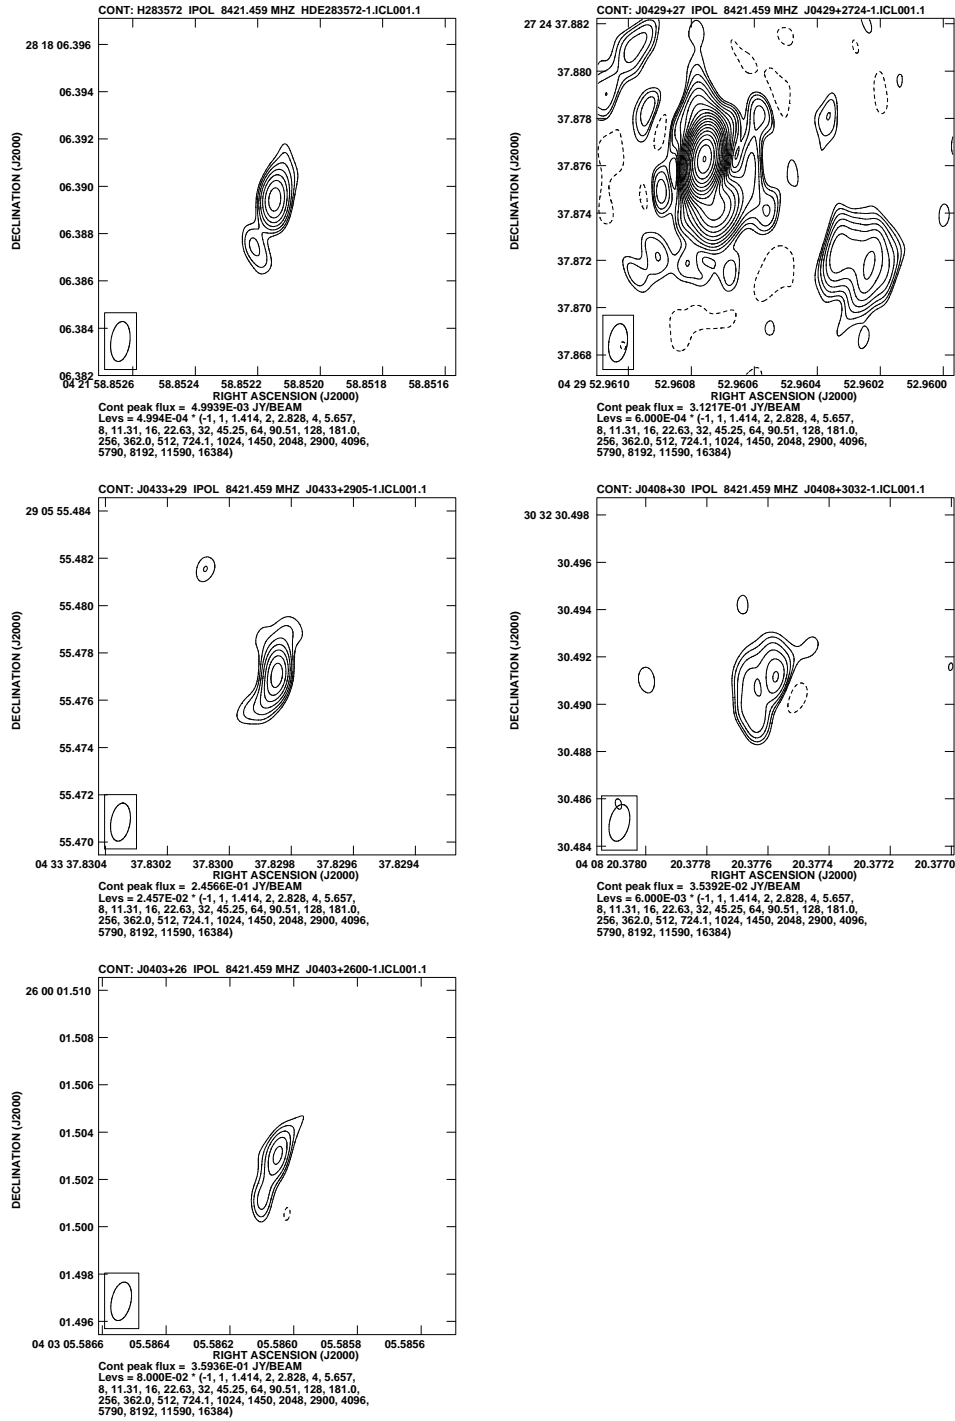 CONT: H283572 IPOL 8421.459 MHZ HDE283572-1.ICL001.1
DECLINATION (J2000)
28 18 06.396
06.394
06.392
06.390
06.388
06.386
06.384
06.382
04 21 58.8526 58.8524 58.8522 58.8520 58.8518 58.8516
RIGHT ASCENSION (J2000)
Cont peak flux = 4.9939E-03 JY/BEAM
Levs = 4.994E-04 * (-1, 1, 1.414, 2, 2.828, 4, 5.657,
8, 11.31, 16, 22.63, 32, 45.25, 64, 90.51, 128, 181.0,
256, 362.0, 512, 724.1, 1024, 1450, 2048, 2900, 4096,
5790, 8192, 11590, 16384)
CONT: J0429+27 IPOL 8421.459 MHZ J0429+2724-1.ICL001.1
DECLINATION (J2000)
27 24 37.882
37.880
37.878
37.876
37.874
37.872
37.870
37.868
04 29 52.9610 52.9608 52.9606 52.9604 52.9602 52.9600
RIGHT ASCENSION (J2000)
Cont peak flux = 3.1217E-01 JY/BEAM
Levs = 6.000E-04 * (-1, 1, 1.414, 2, 2.828, 4, 5.657,
8, 11.31, 16, 22.63, 32, 45.25, 64, 90.51, 128, 181.0,
256, 362.0, 512, 724.1, 1024, 1450, 2048, 2900, 4096,
5790, 8192, 11590, 16384)
CONT: J0433+29 IPOL 8421.459 MHZ J0433+2905-1.ICL001.1
DECLINATION (J2000)
29 05 55.484
55.482
55.480
55.478
55.476
55.474
55.472
55.470
04 33 37.8304 37.8302 37.8300 37.8298 37.8296 37.8294
RIGHT ASCENSION (J2000)
Cont peak flux = 2.4566E-01 JY/BEAM
Levs = 2.457E-02 * (-1, 1, 1.414, 2, 2.828, 4, 5.657,
8, 11.31, 16, 22.63, 32, 45.25, 64, 90.51, 128, 181.0,
256, 362.0, 512, 724.1, 1024, 1450, 2048, 2900, 4096,
5790, 8192, 11590, 16384)
CONT: J0408+30 IPOL 8421.459 MHZ J0408+3032-1.ICL001.1
DECLINATION (J2000)
30 32 30.498
30.496
30.494
30.492
30.490
30.488
30.486
30.484
04 08 20.3780 20.3778 20.3776 20.3774 20.3772 20.3770
RIGHT ASCENSION (J2000)
Cont peak flux = 3.5392E-02 JY/BEAM
Levs = 6.000E-03 * (-1, 1, 1.414, 2, 2.828, 4, 5.657,
8, 11.31, 16, 22.63, 32, 45.25, 64, 90.51, 128, 181.0,
256, 362.0, 512, 724.1, 1024, 1450, 2048, 2900, 4096,
5790, 8192, 11590, 16384)
CONT: J0403+26 IPOL 8421.459 MHZ J0403+2600-1.ICL001.1
DECLINATION (J2000)
26 00 01.510
01.508
01.506
01.504
01.502
01.500
01.498
01.496
04 03 05.5866 05.5864 05.5862 05.5860 05.5858 05.5856
RIGHT ASCENSION (J2000)
Cont peak flux = 3.5936E-01 JY/BEAM
Levs = 8.000E-02 * (-1, 1, 1.414, 2, 2.828, 4, 5.657,
8, 11.31, 16, 22.63, 32, 45.25, 64, 90.51, 128, 181.0,
256, 362.0, 512, 724.1, 1024, 1450, 2048, 2900, 4096,
5790, 8192, 11590, 16384)